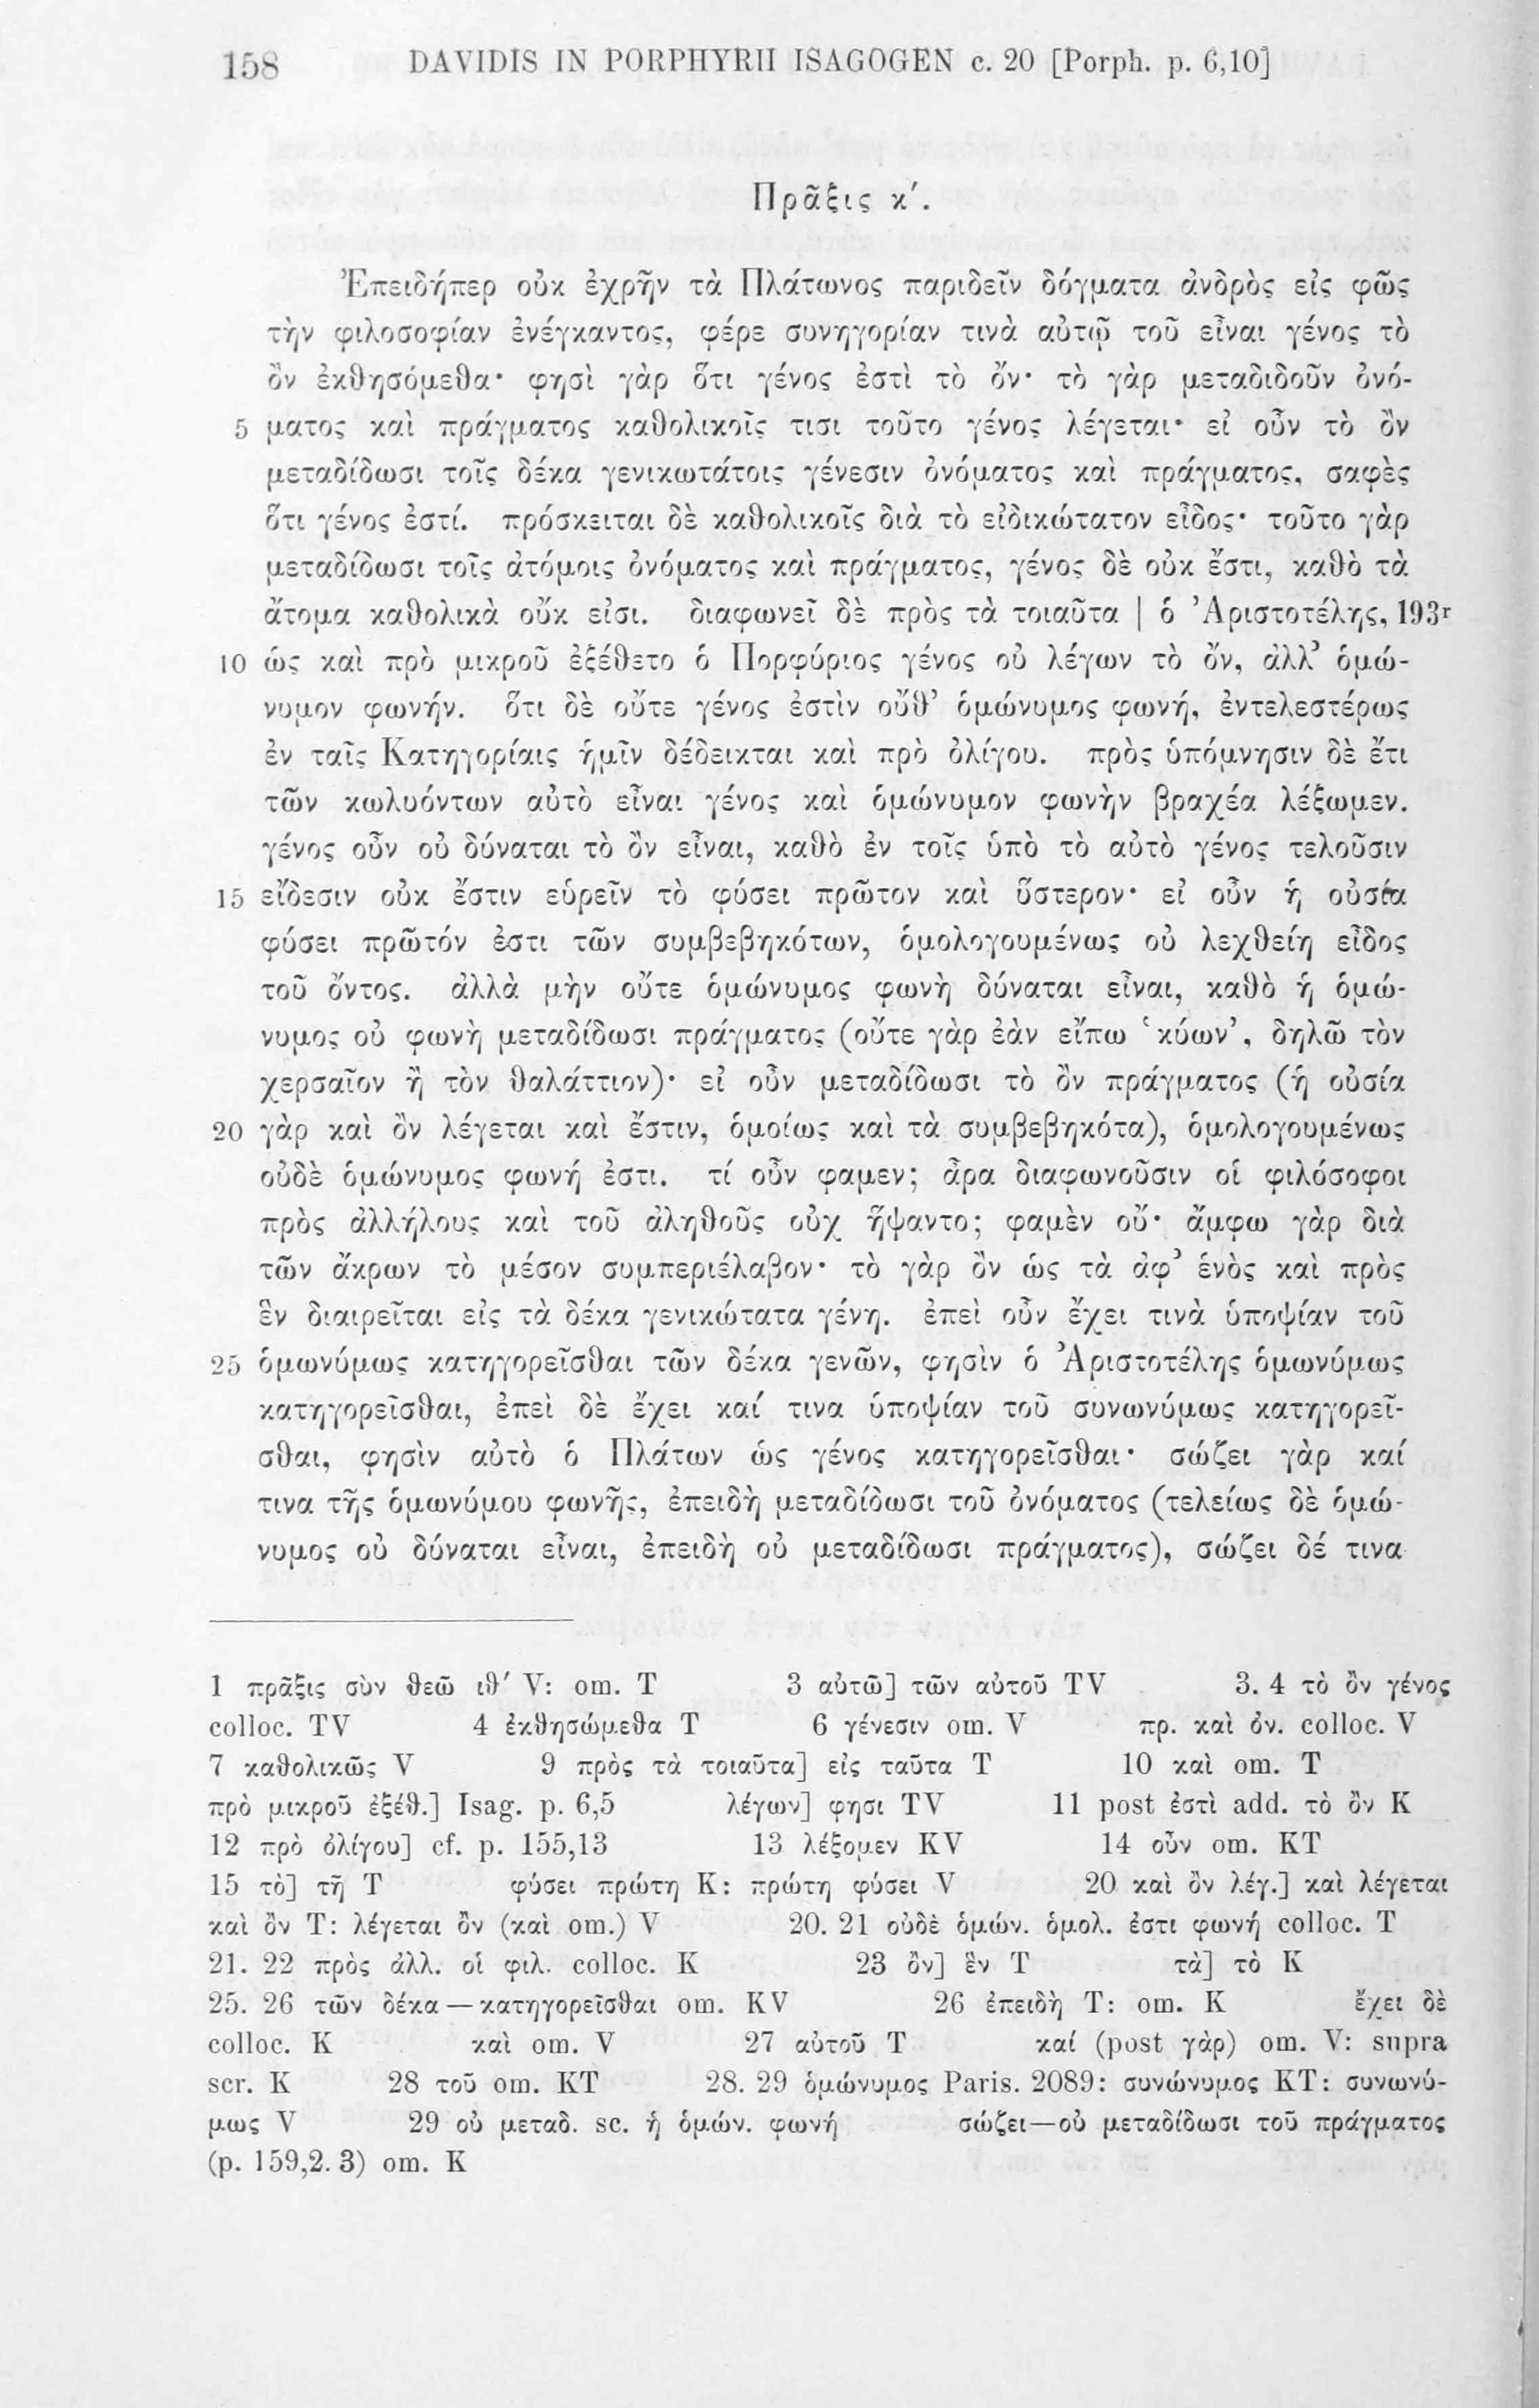 158 DAVIDIS IN PORPHYRII ISAGOGEN c. 20 [Porph. p. 6,10]
Πρᾶξις κ΄.
Ἐπειδήπερ οὐκ ἐχρῆν τὰ Πλάτωνος παριδεῖν δόγματα ἀνδρὸς εἰς φῶς
τὴν φιλοσοφίαν ἐνέγκαντος, φέρε συνηγορίαν τινὰ αὐτῷ τοῦ εἶναι γένος τὸ
ὂν ἐκθησόμεθα· φησὶ γὰρ ὅτι γένος ἐστὶ τὸ ὄν· τὸ γὰρ μεταδιδοῦν ὀνό-
5 ματος καὶ πράγματος καθολικοῖς τισι τοῦτο γένος λέγεται· εἰ οὖν τὸ ὂν
μεταδίδωσι τοῖς δέκα γενικωτάτοις γένεσιν ὀνόματος καὶ πράγματος, σαφὲς
ὅτι γένος ἐστί. πρόσκειται δὲ καθολικοῖς διὰ τὸ εἰδικώτατον εἶδος· τοῦτο γὰρ
μεταδίδωσι τοῖς ἀτόμοις ὀνόματος καὶ πράγματος, γένος δὲ οὐκ ἔστι, καθὸ τὰ
ἄτομα καθολικὰ οὔκ εἰσι. διαφωνεῖ δὲ πρὸς τὰ τοιαῦτα | ὁ Ἀριστοτέλης, 193r
10 ὡς καὶ πρὸ μικροῦ ἐξέθετο ὁ Πορφύριος γένος οὐ λέγων τὸ ὄν, ἀλλ’ ὁμώ-
νυμον φωνήν. ὅτι δὲ οὔτε γένος ἐστὶν οὔθ’ ὁμώνυμος φωνή, ἐντελεστέρως
ἐν ταῖς Κατηγορίαις ἡμῖν δέδεικται καὶ πρὸ ὀλίγου. πρὸς ὑπόμνησιν δὲ ἔτι
τῶν κωλυόντων αὐτὸ εἶναι γένος καὶ ὁμώνυμον φωνὴν βραχέα λέξωμεν.
γένος οὖν οὐ δύναται τὸ ὂν εἶναι, καθὸ ἐν τοῖς ὑπὸ τὸ αὐτὸ γένος τελοῦσιν
15 εἴδεσιν οὐκ ἔστιν εὑρεῖν τὸ φύσει πρῶτον καὶ ὕστερον· εἰ οὖν ἡ οὐσία
φύσει πρῶτόν ἐστι τῶν συμβεβηκότων, ὁμολογουμένως οὐ λεχθείη εἶδος
τοῦ ὄντος. ἀλλὰ μὴν οὔτε ὁμώνυμος φωνὴ δύναται εἶναι, καθὸ ἡ ὁμώ-
νυμος οὐ φωνὴ μεταδίδωσι πράγματος (οὔτε γὰρ ἐὰν εἴπω ‘κύων’, δηλῶ τὸν
χερσαῖον ἢ τὸν θαλάττιον)· εἰ οὖν μεταδίδωσι τὸ ὂν πράγματος (ἡ οὐσία
20 γὰρ καὶ ὂν λέγεται καὶ ἔστιν, ὁμοίως καὶ τὰ συμβεβηκότα), ὁμολογουμένως
οὐδὲ ὁμώνυμος φωνή ἐστι. τί οὖν φαμεν; ἆρα διαφωνοῦσιν οἱ φιλόσοφοι
πρὸς ἀλλήλους καὶ τοῦ ἀληθοῦς οὐχ ἥψαντο; φαμὲν οὔ· ἄμφω γὰρ διὰ
τῶν ἄκρων τὸ μέσον συμπεριέλαβον· τὸ γὰρ ὂν ὡς τὰ ἀφ’ ἑνὸς καὶ πρὸς
ἓν διαιρεῖται εἰς τὰ δέκα γενικώτατα γένη. ἐπεὶ οὖν ἔχει τινὰ ὑποψίαν τοῦ
25 ὁμωνύμως κατηγορεῖσθαι τῶν δέκα γενῶν, φησὶν ὁ Ἀριστοτέλης ὁμωνύμως
κατηγορεῖσθαι, ἐπεὶ δὲ ἔχει καί τινα ὑποψίαν τοῦ συνωνύμως κατηγορεῖ-
σθαι, φησὶν αὐτὸ ὁ Πλάτων ὡς γένος κατηγορεῖσθαι· σώζει γὰρ καί
τινα τῆς ὁμωνύμου φωνῆς, ἐπειδὴ μεταδίδωσι τοῦ ὀνόματος (τελείως δὲ ὁμώ-
νυμος οὐ δύναται εἶναι, ἐπειδὴ οὐ μεταδίδωσι πράγματος), σώζει δέ τινα
1 πρᾶξις σὺν θεῶ ιθ΄ V: om. T 3 αὐτῶ] τῶν αὐτοῦ TV 3. 4 τὸ ὂν γένος
colloc. TV 4 ἐκθησώμεθα T 6 γένεσιν om. V πρ. καὶ ὀν. colloc. V
7 καθολικῶς V 9 πρὸς τὰ τοιαῦτα] εἰς ταῦτα T 10 καὶ om. T
πρὸ μικροῦ ἐξέθ.] Isag. p. 6,5 λέγων] φησι TV 11 post ἐστὶ add. τὸ ὂν K
12 πρὸ ὀλίγου] cf. p. 155,13 13 λέξομεν KV 14 οὖν om. KT
15 τὸ] τῆ T φύσει πρώτη K: πρώτη φύσει V 20 καὶ ὂν λέγ.] καὶ λέγεται
καὶ ὂν T: λέγεται ὂν (καὶ om.) V 20. 21 οὐδὲ ὁμών. ὁμολ. ἐστι φωνή colloc. T
21. 22 πρὸς ἀλλ. οἱ φιλ. colloc. K 23 ὂν] ἓν T τὰ] τὸ K
25. 26 τῶν δέκα — κατηγορεῖσθαι om. KV 26 ἐπειδὴ T: om. K ἔχει δὲ
colloc. K καὶ om. V 27 αὐτοῦ T καί (post γὰρ) om. V: supra
scr. K 28 τοῦ om. KT 28. 29 ὁμώνυμος Paris. 2089: συνώνυμος KT: συνωνύ-
μως V 29 οὐ μεταδ. sc. ἡ ὁμών. φωνή σώζει—οὐ μεταδίδωσι τοῦ πράγματος
(p. 159,2. 3) om. K